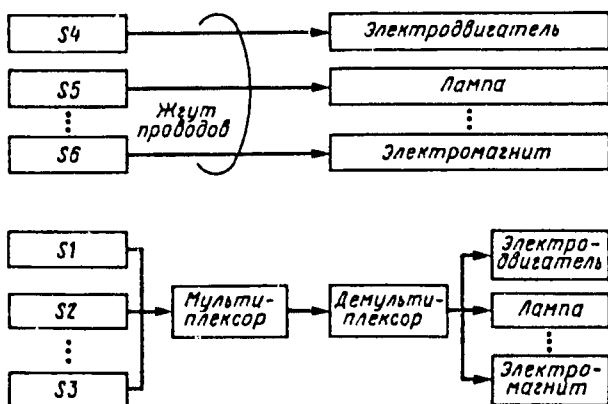 S4
Электродвигатель
S5
Лампа
Жгут
проводов
S6
Электромагнит
S1
Электро-
двигатель
S2
Мульти-
плексор
Демульти-
плексор
Лампа
S3
Электро-
магнит